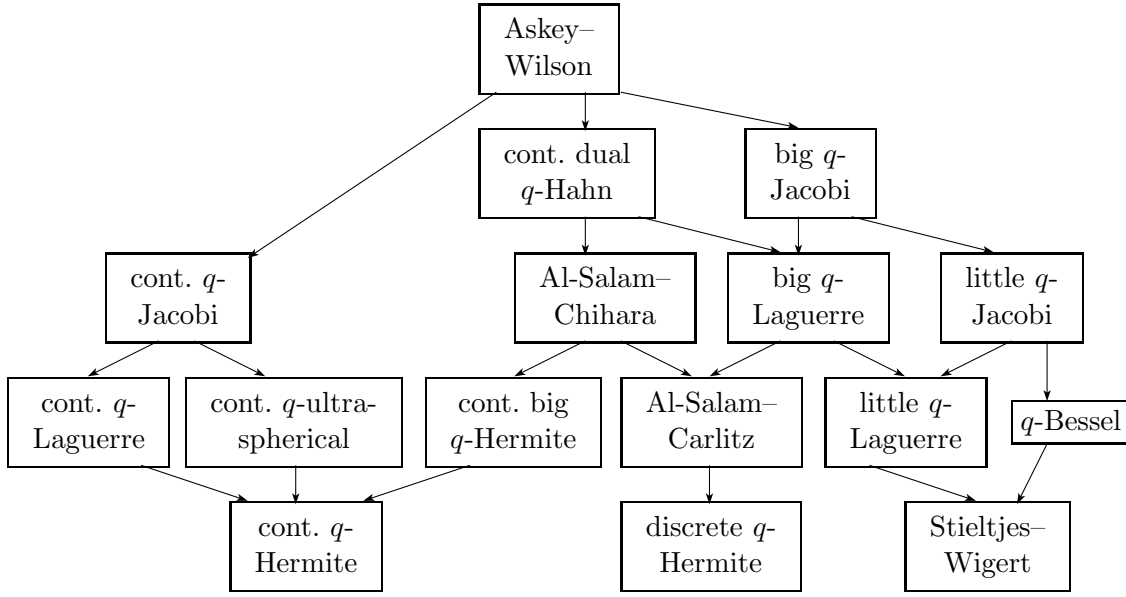 Askey–
Wilson
cont. dual
q-Hahn
big q-
Jacobi
cont. q-
Jacobi
Al-Salam–
Chihara
big q-
Laguerre
little q-
Jacobi
cont. q-
Laguerre
cont. q-ultra-
spherical
cont. big
q-Hermite
Al-Salam–
Carlitz
little q-
Laguerre
q-Bessel
cont. q-
Hermite
discrete q-
Hermite
Stieltjes–
Wigert